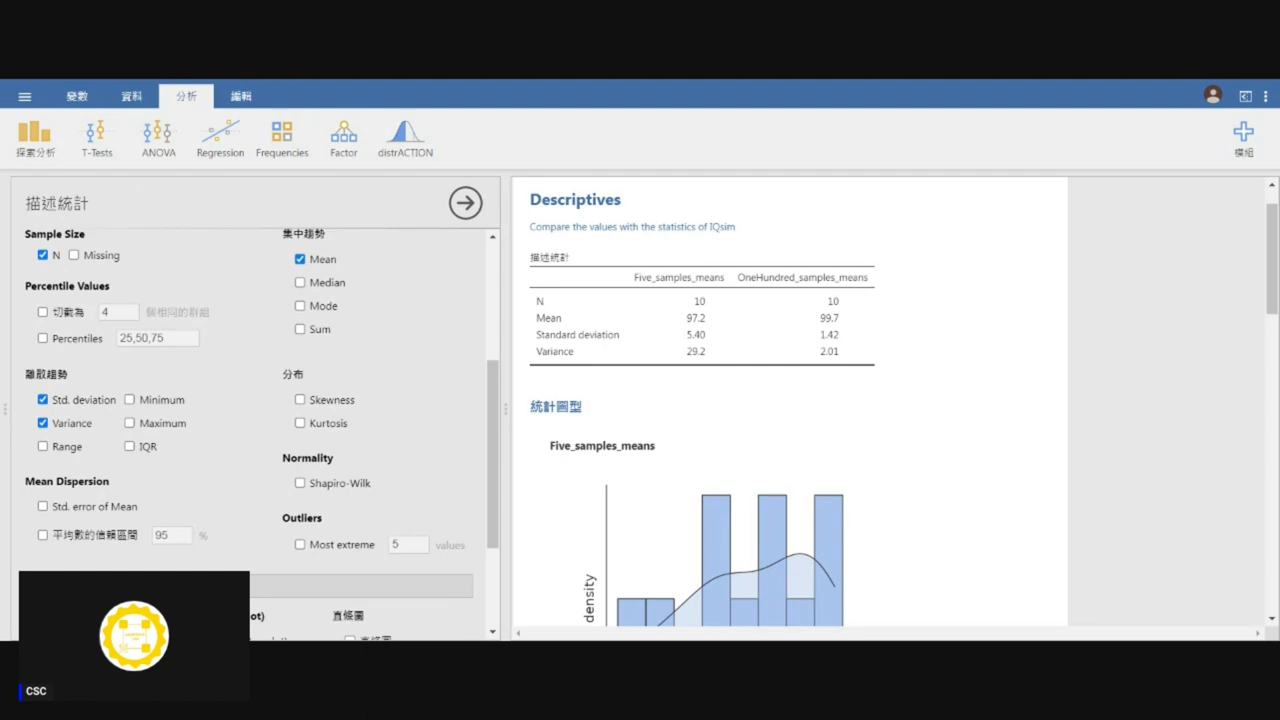 變數 資料 分析 編輯
探索分析 T-Tests ANOVA Regression Frequencies Factor distrACTION 模組
描述統計
Sample Size
N Missing
Percentile Values
切數為 4 個相同的群組
Percentiles 25,50,75
離散趨勢
Std. deviation Minimum
Variance Maximum
Range IQR
Mean Dispersion
Std. error of Mean
平均數的信賴區間 95 %
集中趨勢
Mean
Median
Mode
Sum
分布
Skewness
Kurtosis
Normality
Shapiro-Wilk
Outliers
Most extreme 5 values
ot) 直條圖
Descriptives
Compare the values with the statistics of IQsim
描述統計
Five_samples_means OneHundred_samples_means
N 10 10
Mean 97.2 99.7
Standard deviation 5.40 1.42
Variance 29.2 2.01
統計圖型
Five_samples_means
density
CSC